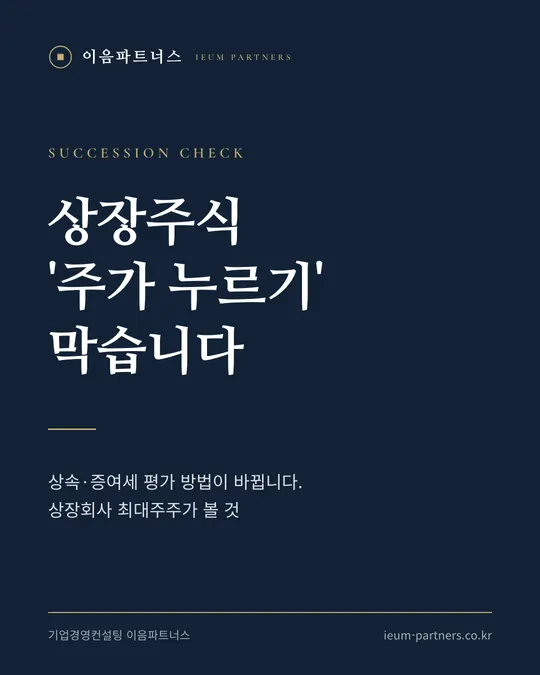 이음파트너스 IEUM PARTNERS
SUCCESSION CHECK
상장주식
'주가 누르기'
막습니다
상속·증여세 평가 방법이 바뀝니다.
상장회사 최대주주가 볼 것
기업경영컨설팅 이음파트너스
ieum-partners.co.kr